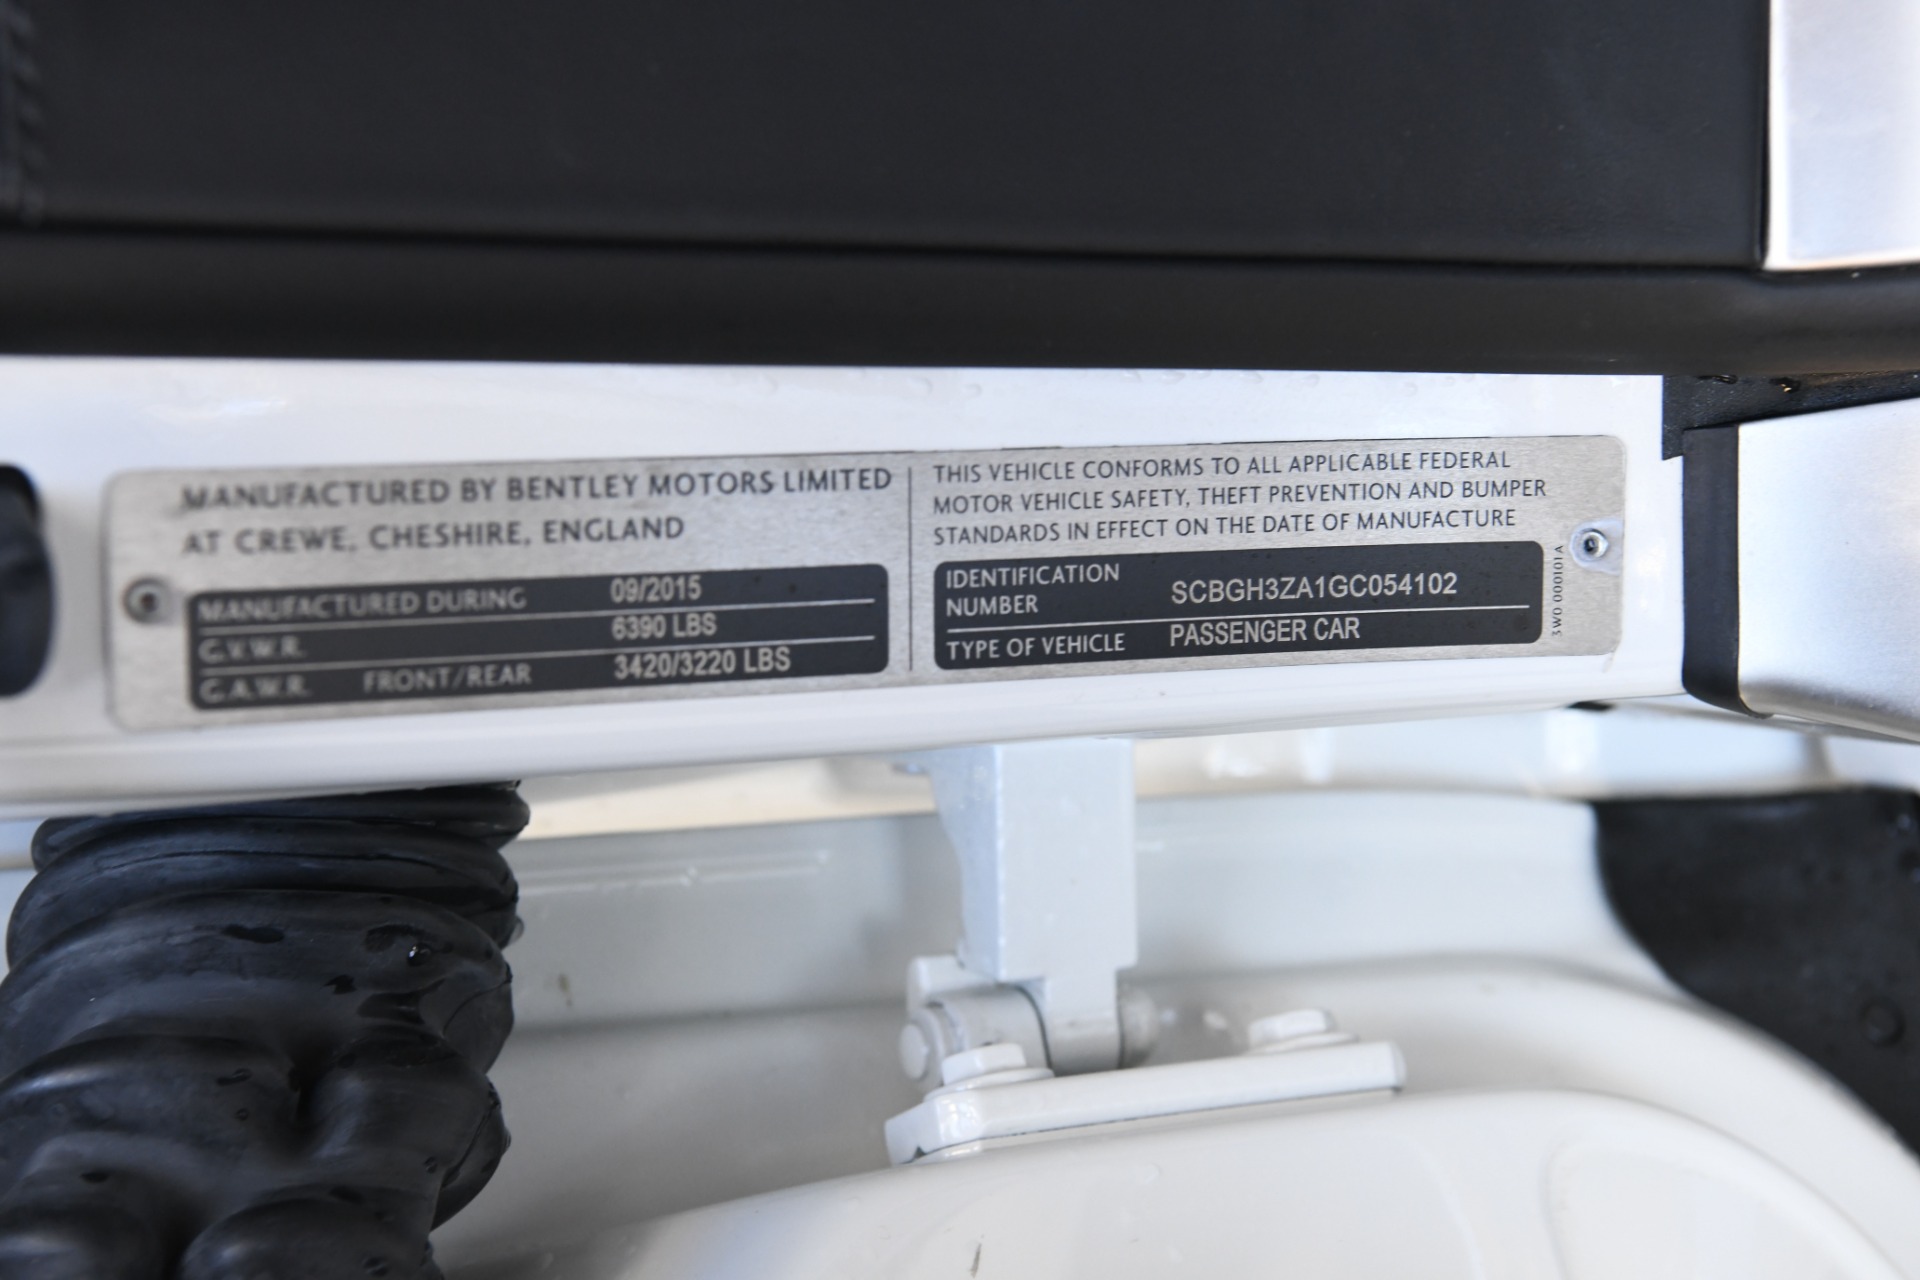 MANUFACTURED BY BENTLEY MOTORS LIMITED
AT CREWE, CHESHIRE, ENGLAND
MANUFACTURED DURING 09/2015
G.V.W.R. 6390 LBS
G.A.W.R. FRONT/REAR 3420/3220 LBS
THIS VEHICLE CONFORMS TO ALL APPLICABLE FEDERAL
MOTOR VEHICLE SAFETY, THEFT PREVENTION AND BUMPER
STANDARDS IN EFFECT ON THE DATE OF MANUFACTURE
IDENTIFICATION
NUMBER SCBGH3ZA1GC054102
TYPE OF VEHICLE PASSENGER CAR
3W0 000101 A